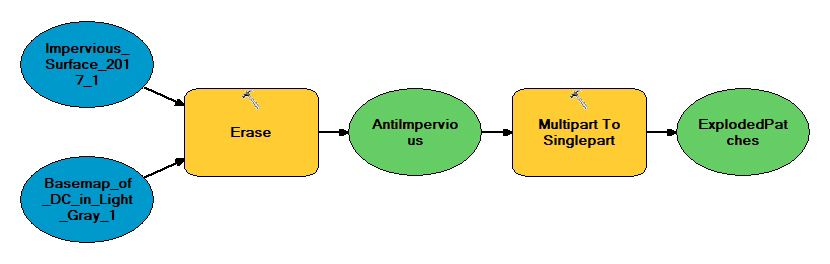 Impervious_
Surface_201
7_1
Basemap_of
_DC_in_Light
_Gray_1
Erase
AntiImpervio
us
Multipart To
Singlepart
ExplodedPat
ches